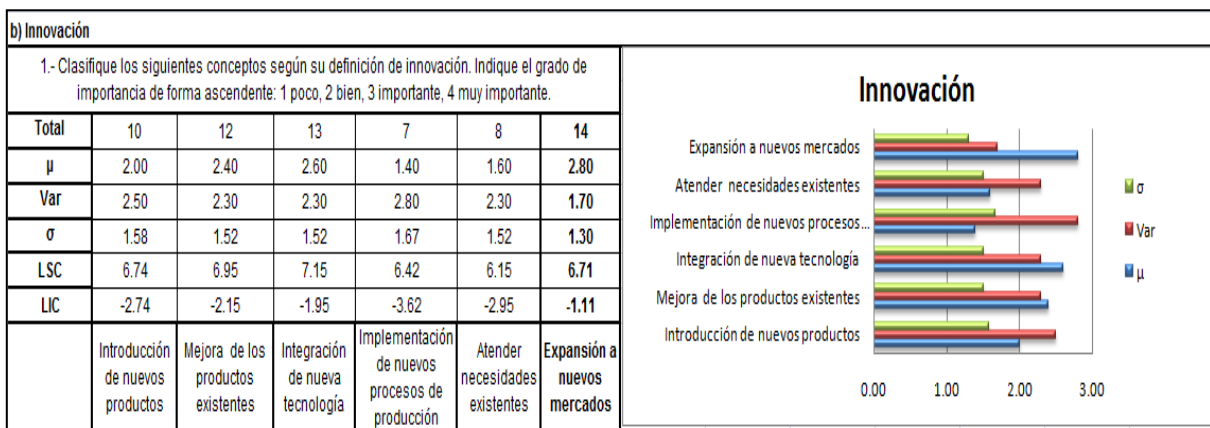 b) Innovación
1.- Clasifique los siguientes conceptos según su definición de innovación. Indique el grado de
importancia de forma ascendente: 1 poco, 2 bien, 3 importante, 4 muy importante.
Total 10 12 13 7 8 14
μ 2.00 2.40 2.60 1.40 1.60 2.80
Var 2.50 2.30 2.30 2.80 2.30 1.70
σ 1.58 1.52 1.52 1.67 1.52 1.30
LSC 6.74 6.95 7.15 6.42 6.15 6.71
LIC -2.74 -2.15 -1.95 -3.62 -2.95 -1.11
Introducción
de nuevos
productos
Mejora de los
productos
existentes
Integración
de nueva
tecnología
Implementación
de nuevos
procesos de
producción
Atender
necesidades
existentes
Expansión a
nuevos
mercados
Innovación
Expansión a nuevos mercados
Atender necesidades existentes
Implementación de nuevos procesos...
Integración de nueva tecnología
Mejora de los productos existentes
Introducción de nuevos productos
0.00 1.00 2.00 3.00
σ
Var
μ